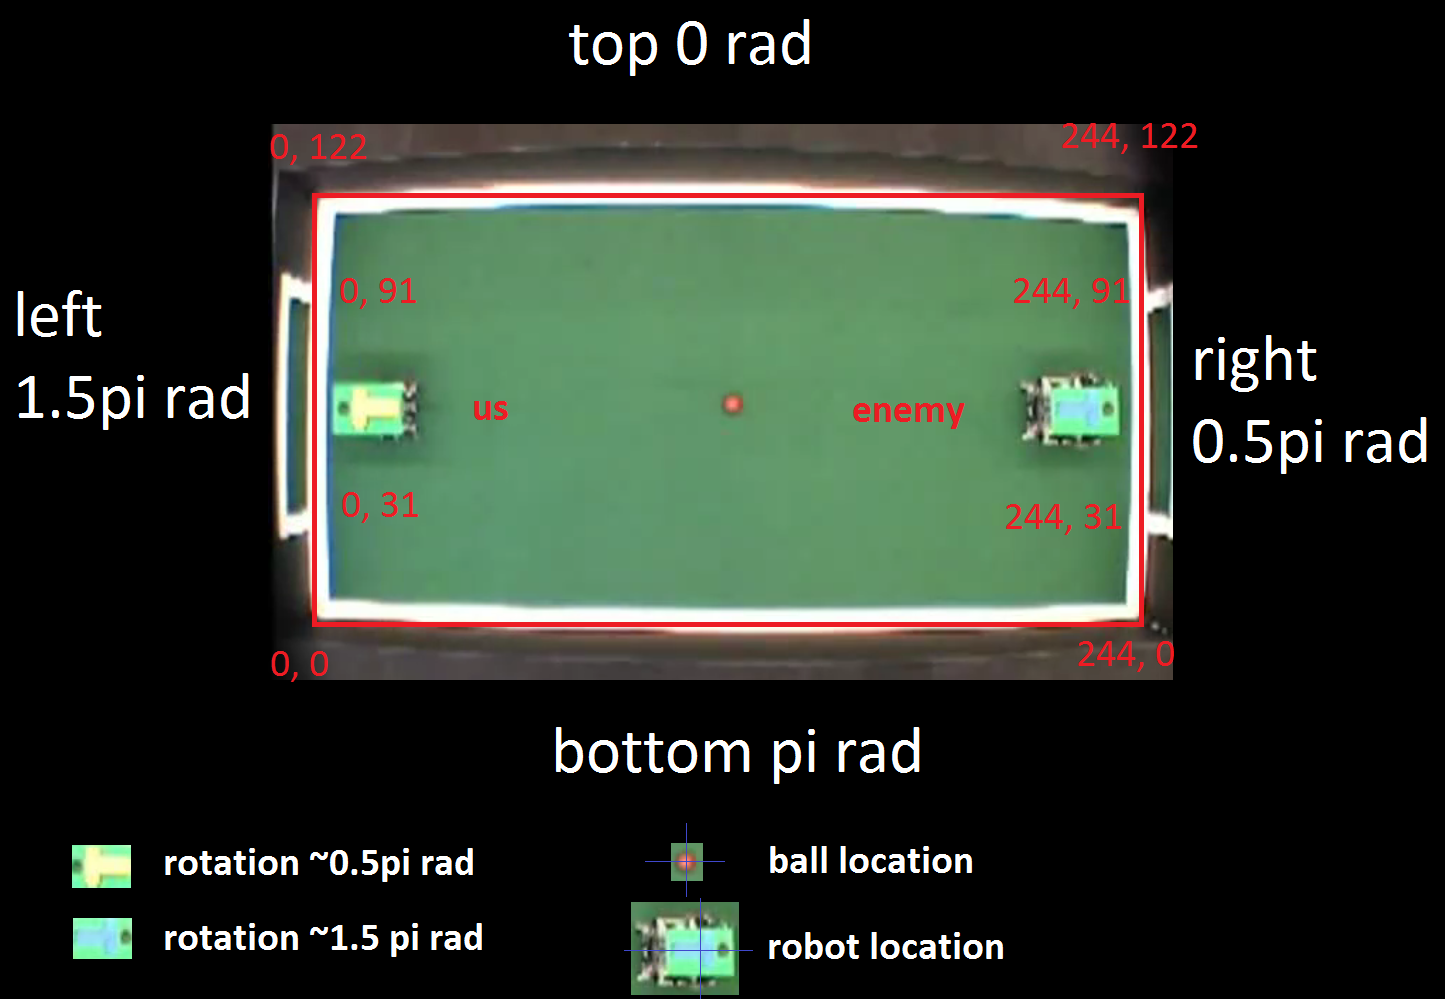 top 0 rad
0, 122
244, 122
0, 91
244, 91
left
1.5pi rad
right
0.5pi rad
us
enemy
0, 31
244, 31
0, 0
244, 0
bottom pi rad
rotation ~0.5pi rad
ball location
rotation ~1.5 pi rad
robot location